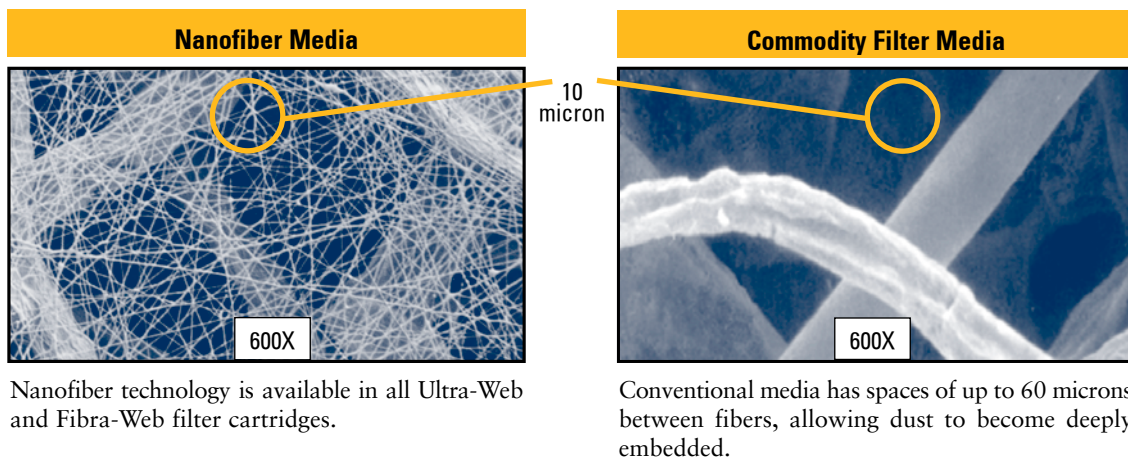 Nanofiber Media
Commodity Filter Media
10
micron
600X
600X
Nanofiber technology is available in all Ultra-Web
and Fibra-Web filter cartridges.
Conventional media has spaces of up to 60 microns
between fibers, allowing dust to become deeply
embedded.